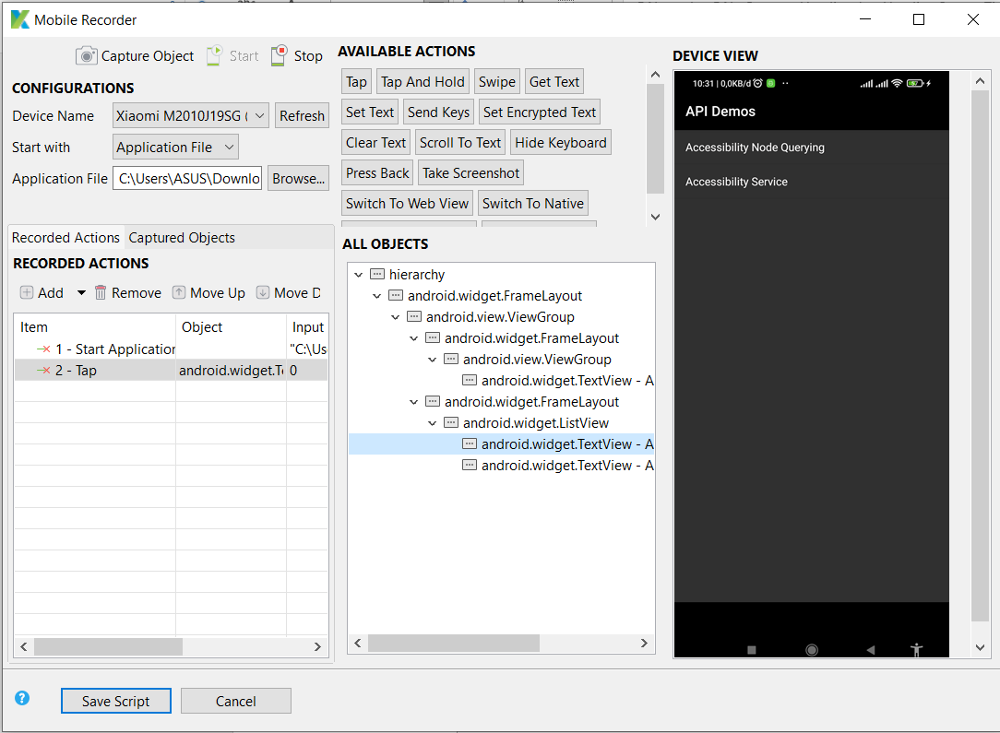 Mobile Recorder
Capture Object Start Stop
CONFIGURATIONS
Device Name Xiaomi M2010J19SG ( Refresh
Start with Application File
Application File C:\Users\ASUS\Downlo Browse...
AVAILABLE ACTIONS
Tap Tap And Hold Swipe Get Text
Set Text Send Keys Set Encrypted Text
Clear Text Scroll To Text Hide Keyboard
Press Back Take Screenshot
Switch To Web View Switch To Native
Recorded Actions Captured Objects
RECORDED ACTIONS
Add Remove Move Up Move D
Item Object Input
1 - Start Application "C:\Us
2 - Tap android.widget.Te 0
ALL OBJECTS
hierarchy
android.widget.FrameLayout
android.view.ViewGroup
android.widget.FrameLayout
android.view.ViewGroup
android.widget.TextView - A
android.widget.FrameLayout
android.widget.ListView
android.widget.TextView - A
android.widget.TextView - A
DEVICE VIEW
10:31 | 0,0KB/d
API Demos
Accessibility Node Querying
Accessibility Service
? Save Script Cancel